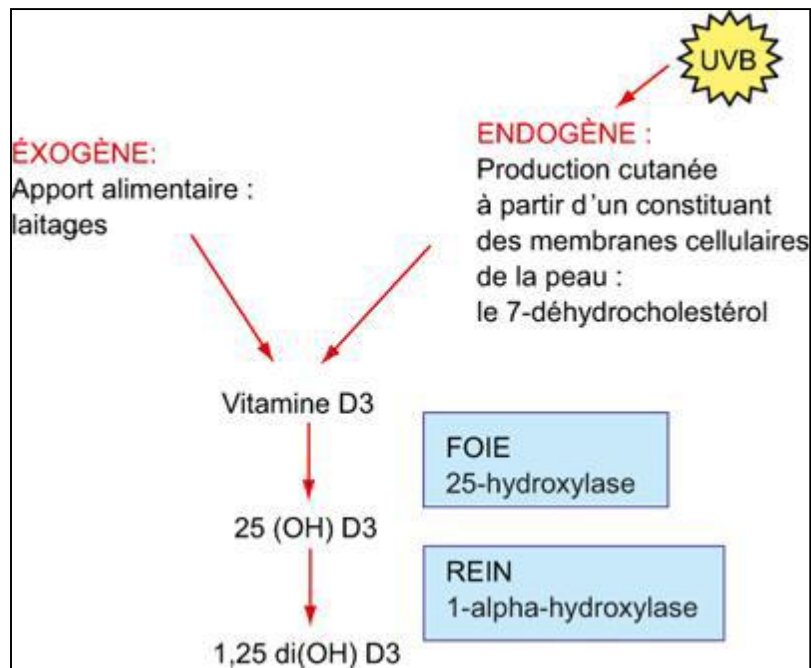 UVB
ÉXOGÈNE:
Apport alimentaire :
laitages
ENDOGÈNE :
Production cutanée
à partir d´un constituant
des membranes cellulaires
de la peau :
le 7-déhydrocholestérol
Vitamine D3
FOIE
25-hydroxylase
25 (OH) D3
REIN
1-alpha-hydroxylase
1,25 di(OH) D3